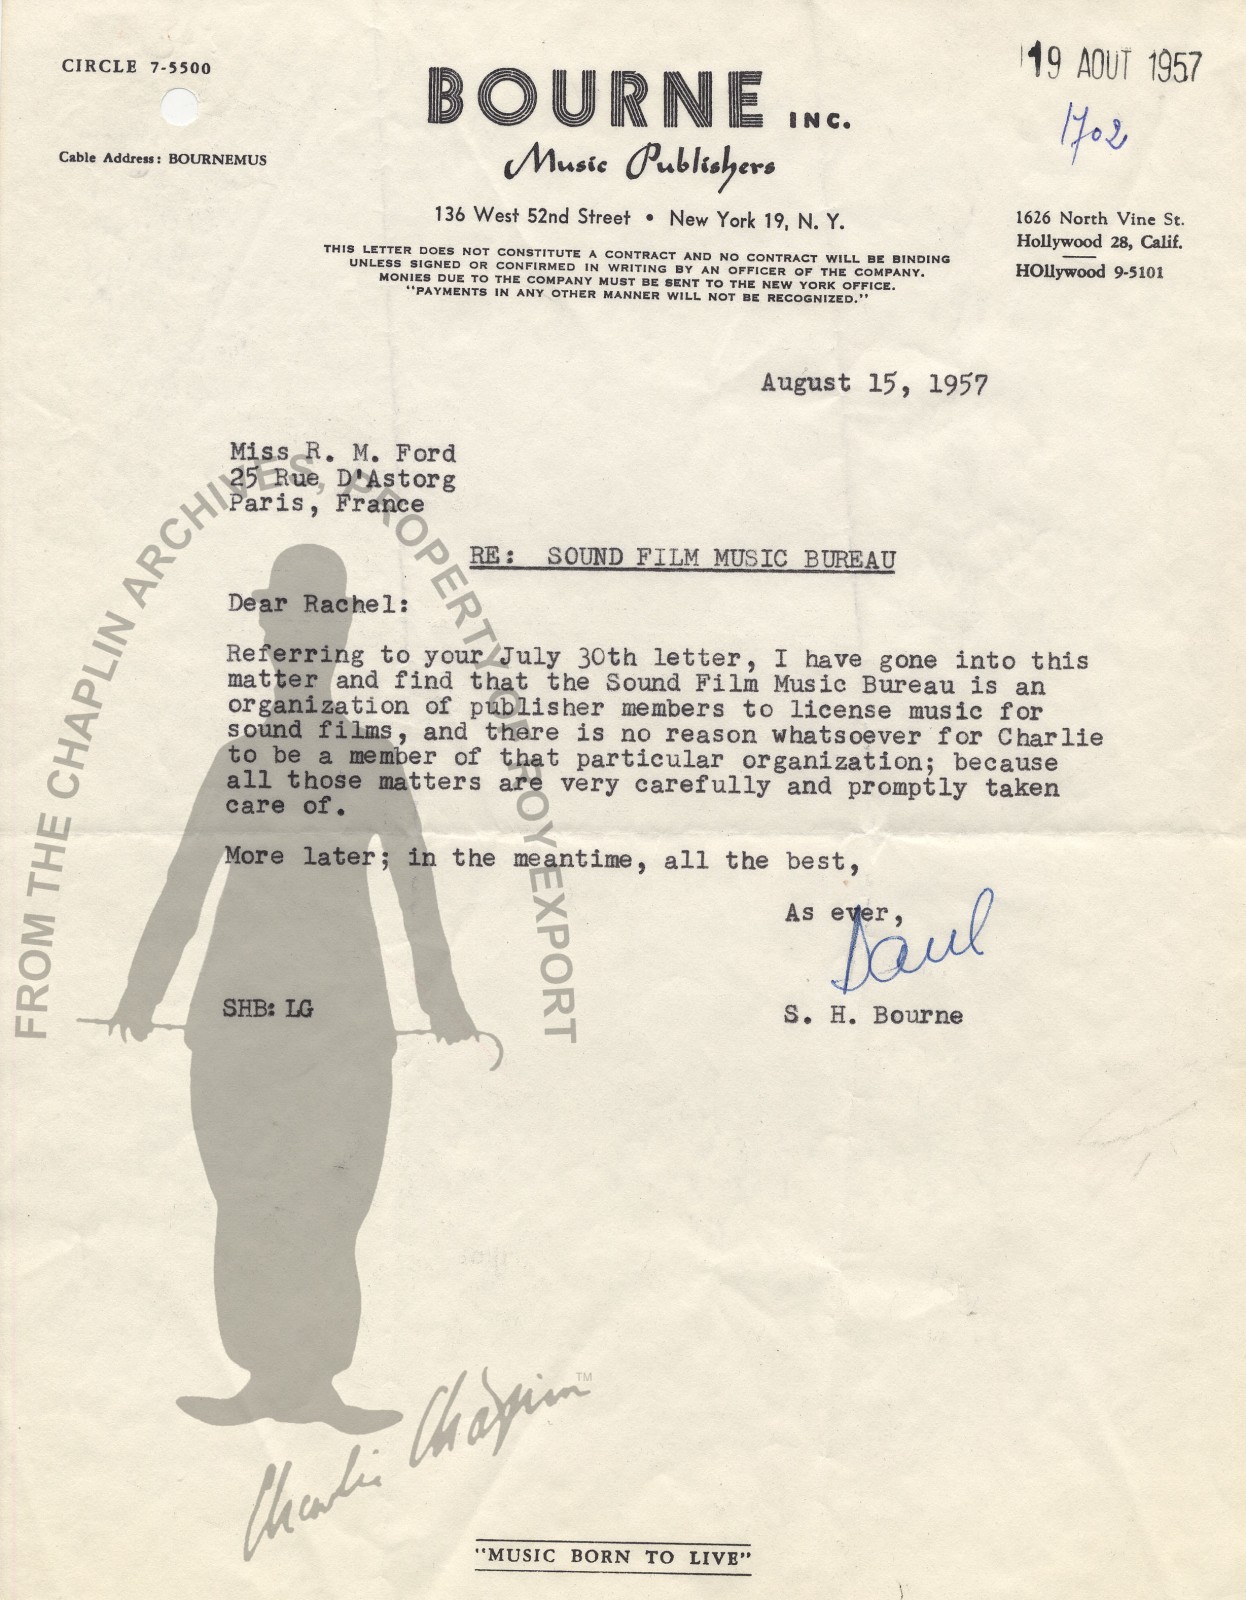 CIRCLE 7-5500
Cable Address: BOURNEMUS
BOURNE INC.
Music Publishers
136 West 52nd Street • New York 19, N. Y.
THIS LETTER DOES NOT CONSTITUTE A CONTRACT AND NO CONTRACT WILL BE BINDING
UNLESS SIGNED OR CONFIRMED IN WRITING BY AN OFFICER OF THE COMPANY.
MONIES DUE TO THE COMPANY MUST BE SENT TO THE NEW YORK OFFICE.
"PAYMENTS IN ANY OTHER MANNER WILL NOT BE RECOGNIZED."
19 AOUT 1957
1702
1626 North Vine St.
Hollywood 28, Calif.
HOllywood 9-5101
August 15, 1957
Miss R. M. Ford
25 Rue D'Astorg
Paris, France
RE: SOUND FILM MUSIC BUREAU
Dear Rachel:
Referring to your July 30th letter, I have gone into this
matter and find that the Sound Film Music Bureau is an
organization of publisher members to license music for
sound films, and there is no reason whatsoever for Charlie
to be a member of that particular organization; because
all those matters are very carefully and promptly taken
care of.
More later; in the meantime, all the best,
As ever,
Saul
SHB: LG
S. H. Bourne
FROM THE CHAPLIN ARCHIVES, PROPERTY OF ROY EXPORT
Charlie Chaplin™
"MUSIC BORN TO LIVE"